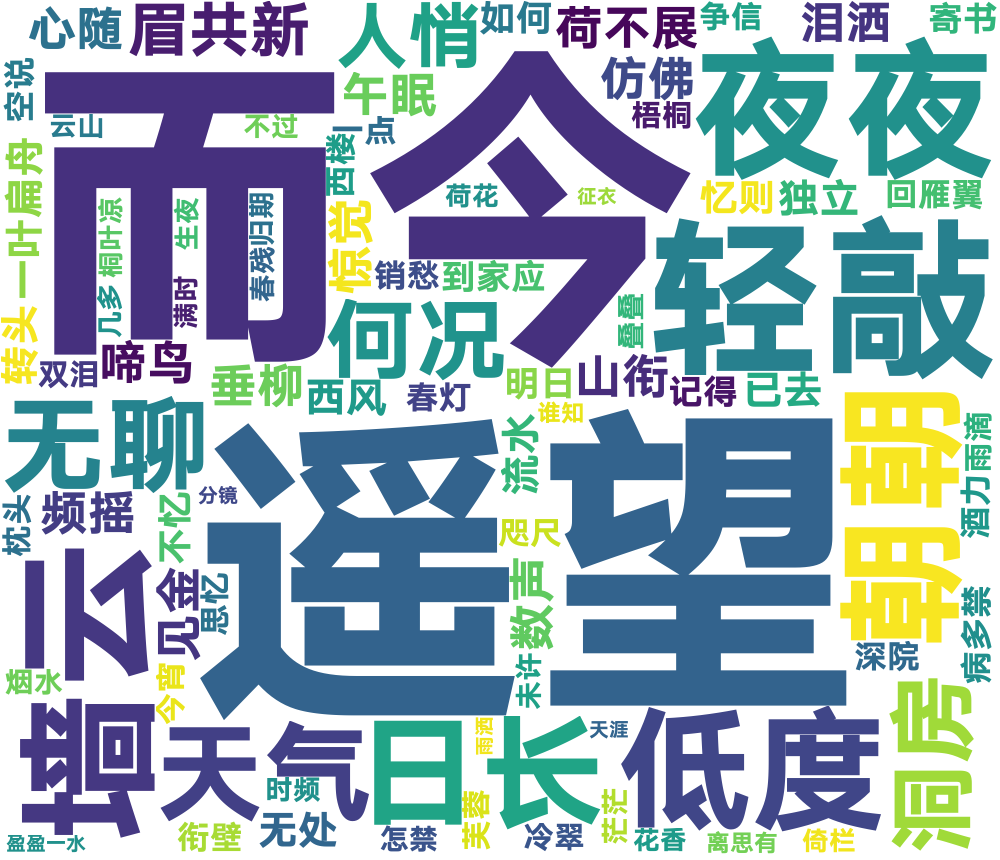 心随
眉共新
人悄
如何
荷不展
争信
泪洒
寄书
空说
而今
午眠
仿佛
夜夜
云山
不过
一点
梧桐
西楼
一叶扁舟
荷花
征衣
忆则
独立
回雁翼
桐叶凉
生夜
春残归期
惊觉
轻敲
销愁
到家应
几多
满时
何况
叠叠
转头
双泪
啼鸟
垂柳
西风
春灯
明日
山衔
记得
已去
谁知
无聊
遥望
朝朝
流水
酒力
雨滴
枕头
频摇
不忆
分镜
咫尺
云
见金
思忆
数声
病多禁
深院
烟水
今宵
未许
墙
天气
日长
雨洒
天涯
低度
洞房
时频
芙蓉
茫茫
盈盈一水
衔壁
无处
怎禁
冷翠
花香
离思有
倚栏